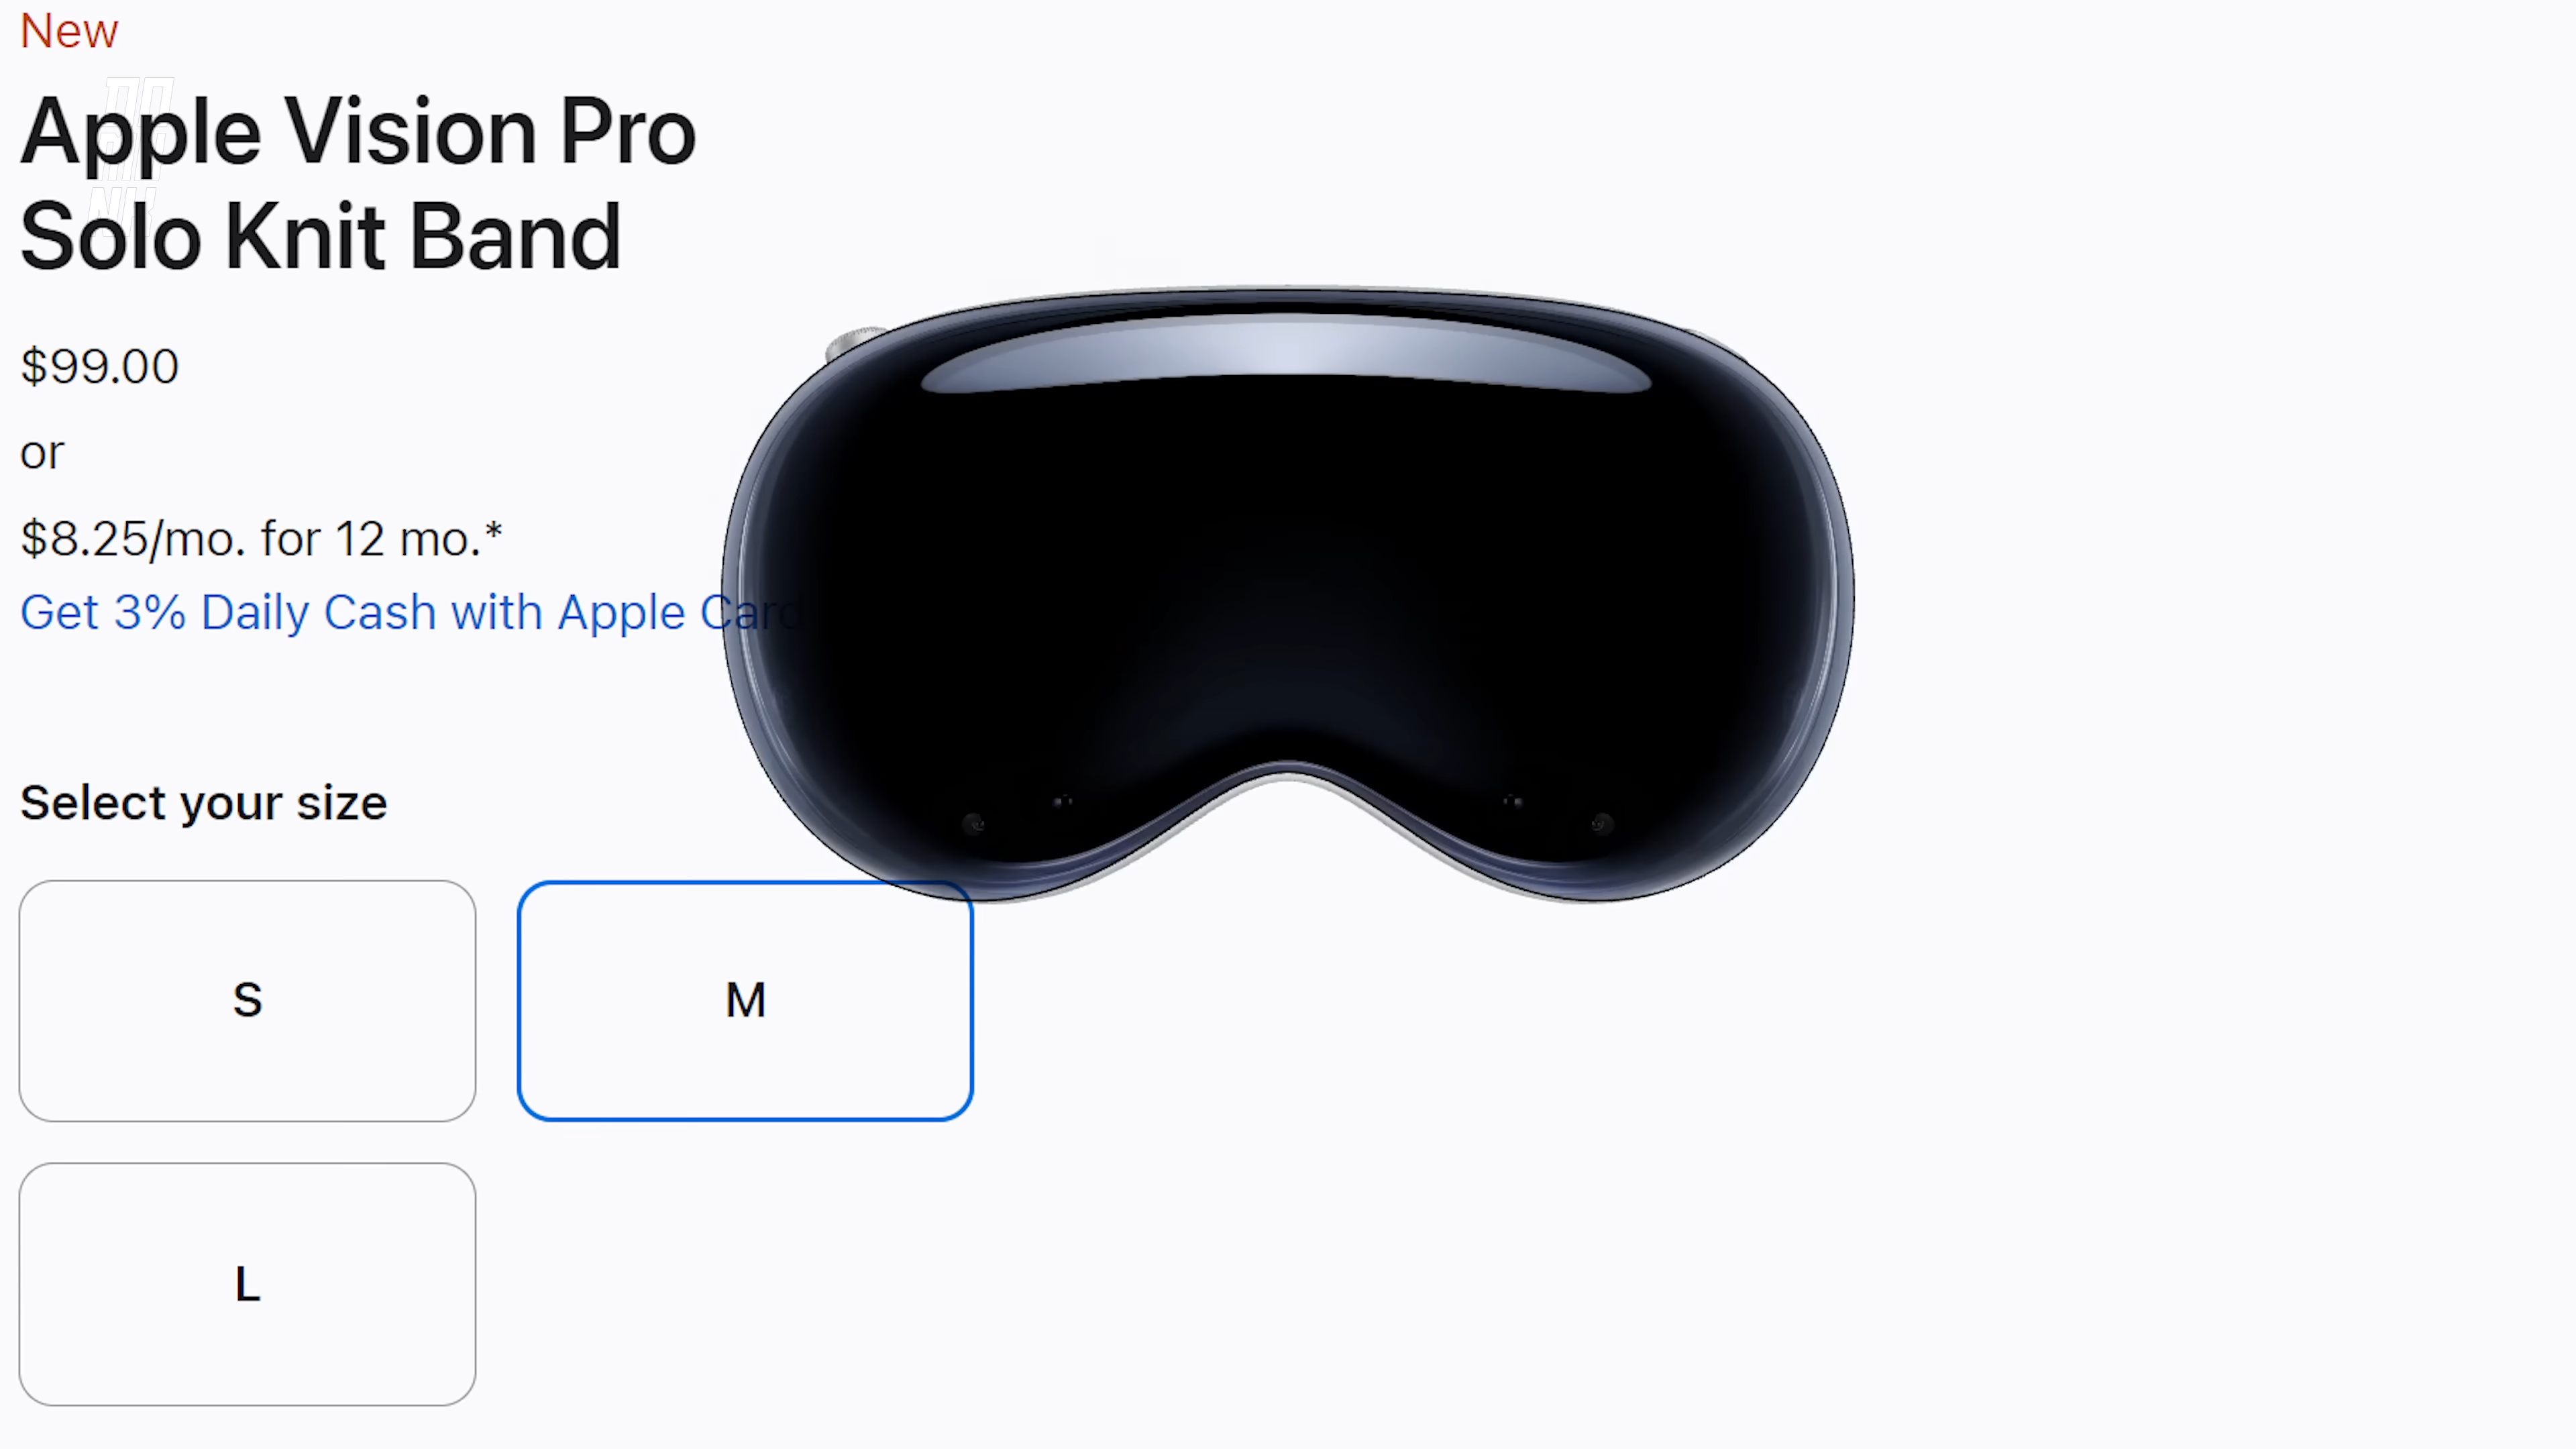 New
Apple Vision Pro
Solo Knit Band
$99.00
or
$8.25/mo. for 12 mo.*
Get 3% Daily Cash with Apple Card
Select your size
S
M
L